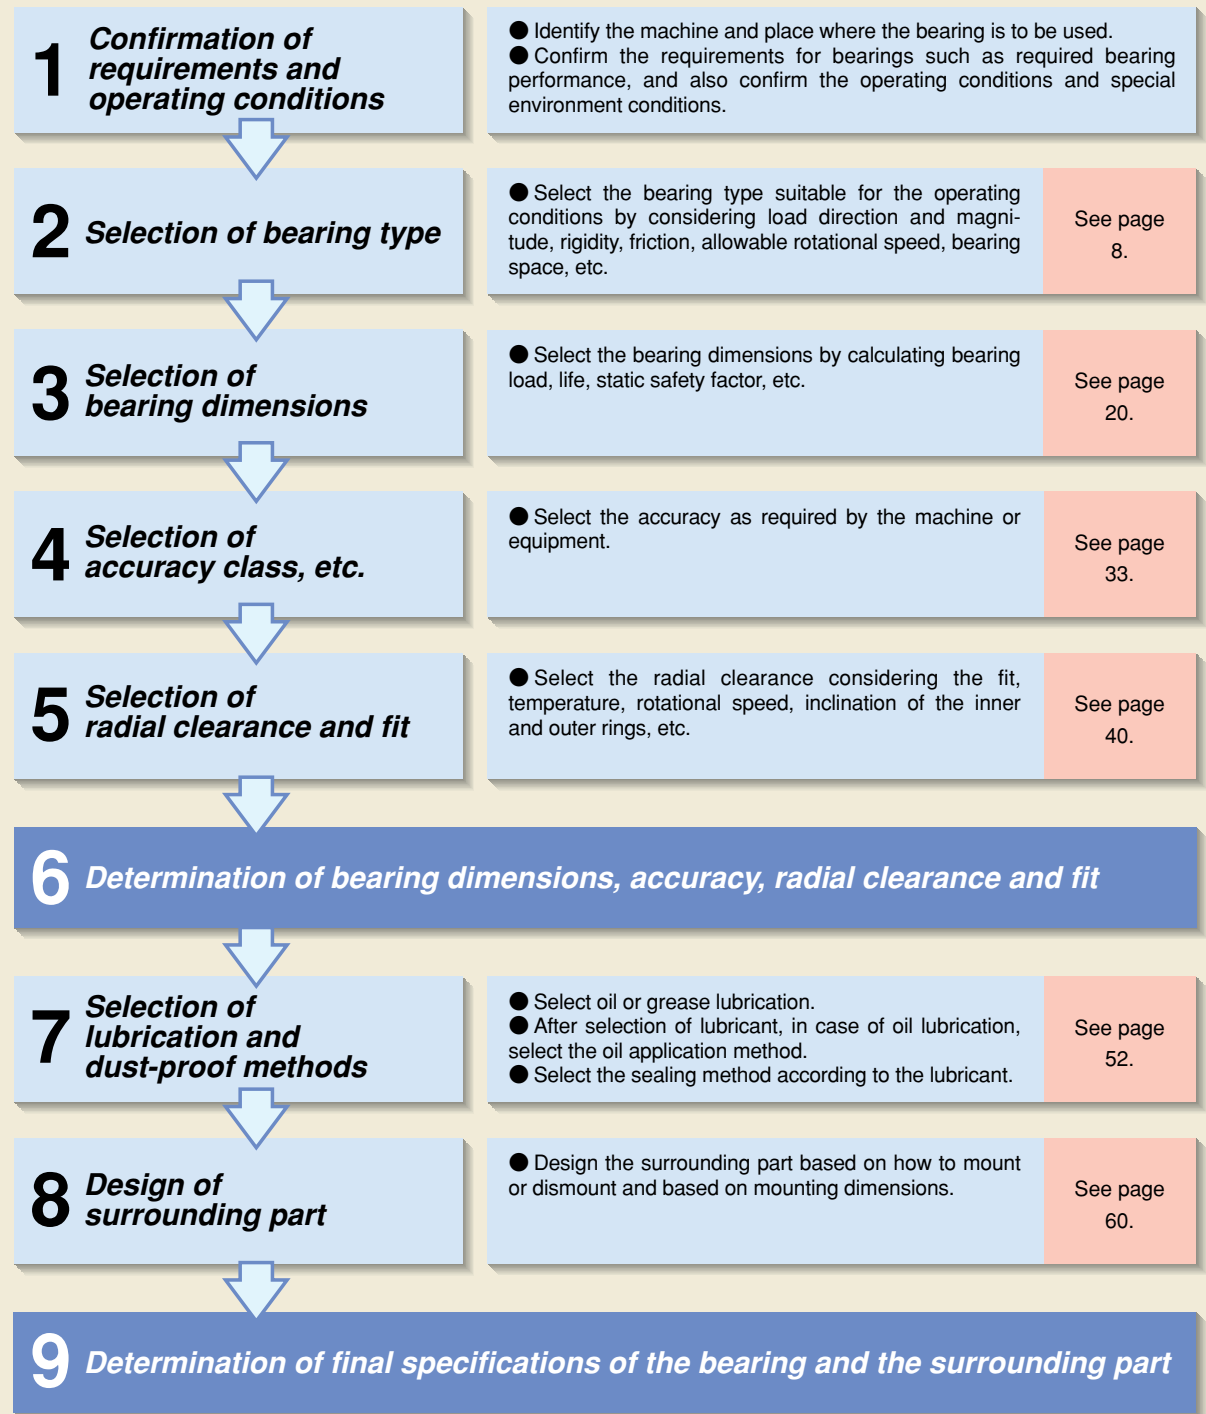 1
Confirmation of
requirements and
operating conditions
● Identify the machine and place where the bearing is to be used.
● Confirm the requirements for bearings such as required bearing
performance, and also confirm the operating conditions and special
environment conditions.
2
Selection of bearing type
● Select the bearing type suitable for the operating
conditions by considering load direction and magni-
tude, rigidity, friction, allowable rotational speed, bearing
space, etc.
See page
8.
3
Selection of
bearing dimensions
● Select the bearing dimensions by calculating bearing
load, life, static safety factor, etc.
See page
20.
4
Selection of
accuracy class, etc.
● Select the accuracy as required by the machine or
equipment.
See page
33.
5
Selection of
radial clearance and fit
● Select the radial clearance considering the fit,
temperature, rotational speed, inclination of the inner
and outer rings, etc.
See page
40.
6
Determination of bearing dimensions, accuracy, radial clearance and fit
7
Selection of
lubrication and
dust-proof methods
● Select oil or grease lubrication.
● After selection of lubricant, in case of oil lubrication,
select the oil application method.
● Select the sealing method according to the lubricant.
See page
52.
8
Design of
surrounding part
● Design the surrounding part based on how to mount
or dismount and based on mounting dimensions.
See page
60.
9
Determination of final specifications of the bearing and the surrounding part